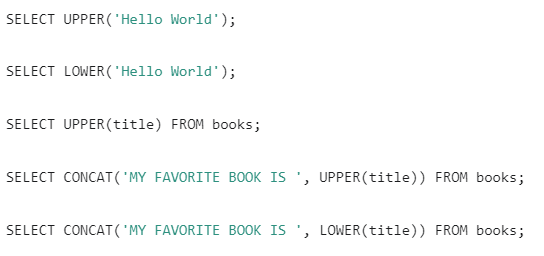 SELECT UPPER('Hello World');
SELECT LOWER('Hello World');
SELECT UPPER(title) FROM books;
SELECT CONCAT('MY FAVORITE BOOK IS ', UPPER(title)) FROM books;
SELECT CONCAT('MY FAVORITE BOOK IS ', LOWER(title)) FROM books;